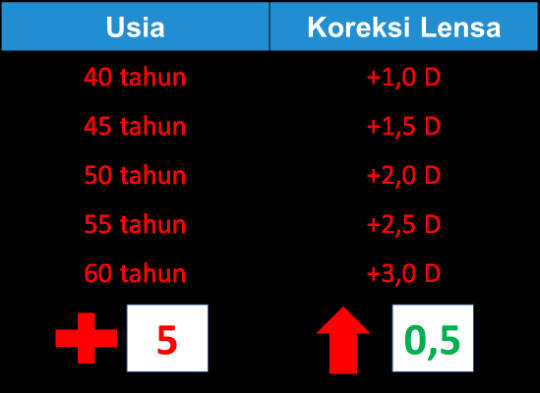 Usia Koreksi Lensa
40 tahun +1,0 D
45 tahun +1,5 D
50 tahun +2,0 D
55 tahun +2,5 D
60 tahun +3,0 D
5 0,5